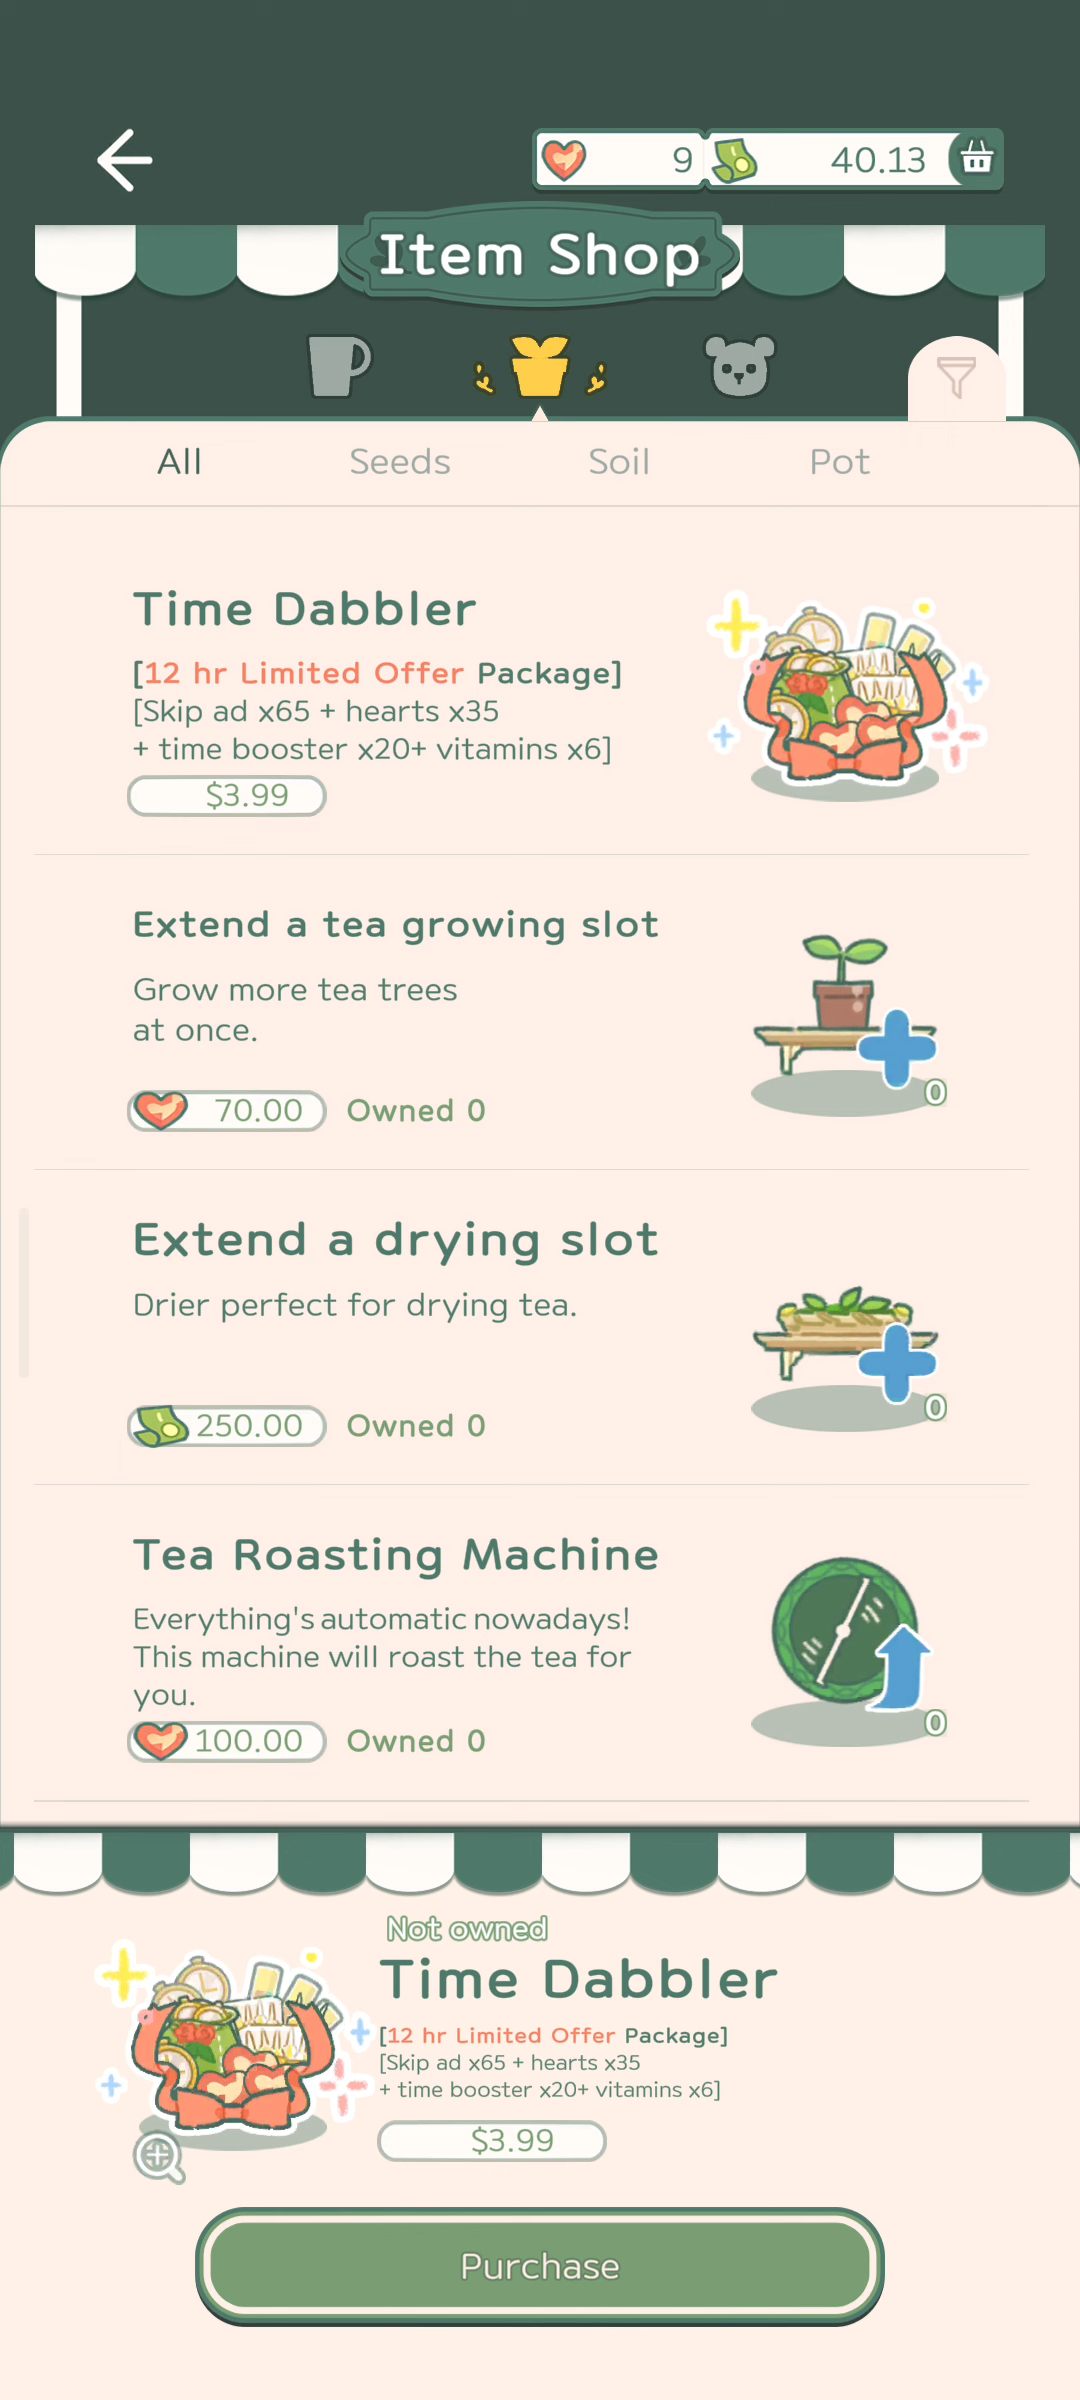 9
40.13
Item Shop
All
Seeds
Soil
Pot
Time Dabbler
[12 hr Limited Offer Package]
[Skip ad x65 + hearts x35
+ time booster x20+ vitamins x6]
$3.99
Extend a tea growing slot
Grow more tea trees
at once.
70.00
Owned 0
0
Extend a drying slot
Drier perfect for drying tea.
250.00
Owned 0
0
Tea Roasting Machine
Everything's automatic nowadays!
This machine will roast the tea for
you.
100.00
Owned 0
0
Not owned
Time Dabbler
[12 hr Limited Offer Package]
[Skip ad x65 + hearts x35
+ time booster x20+ vitamins x6]
$3.99
Purchase